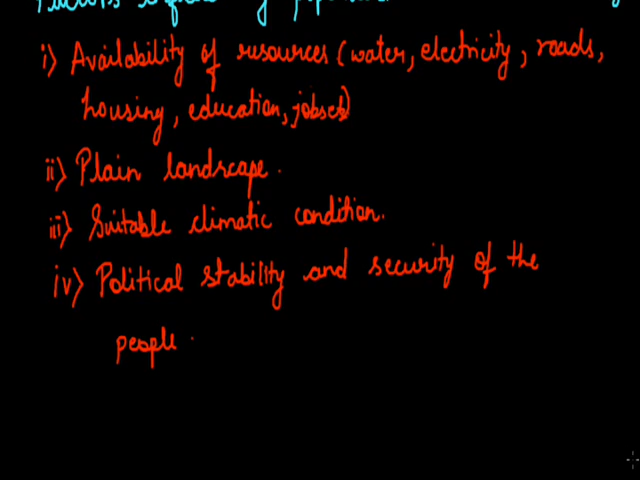 i) Availability of resources (water, electricity, roads,
housing, education, jobs etc)
ii) Plain landscape.
iii) Suitable climatic condition.
iv) Political stability and security of the
people.